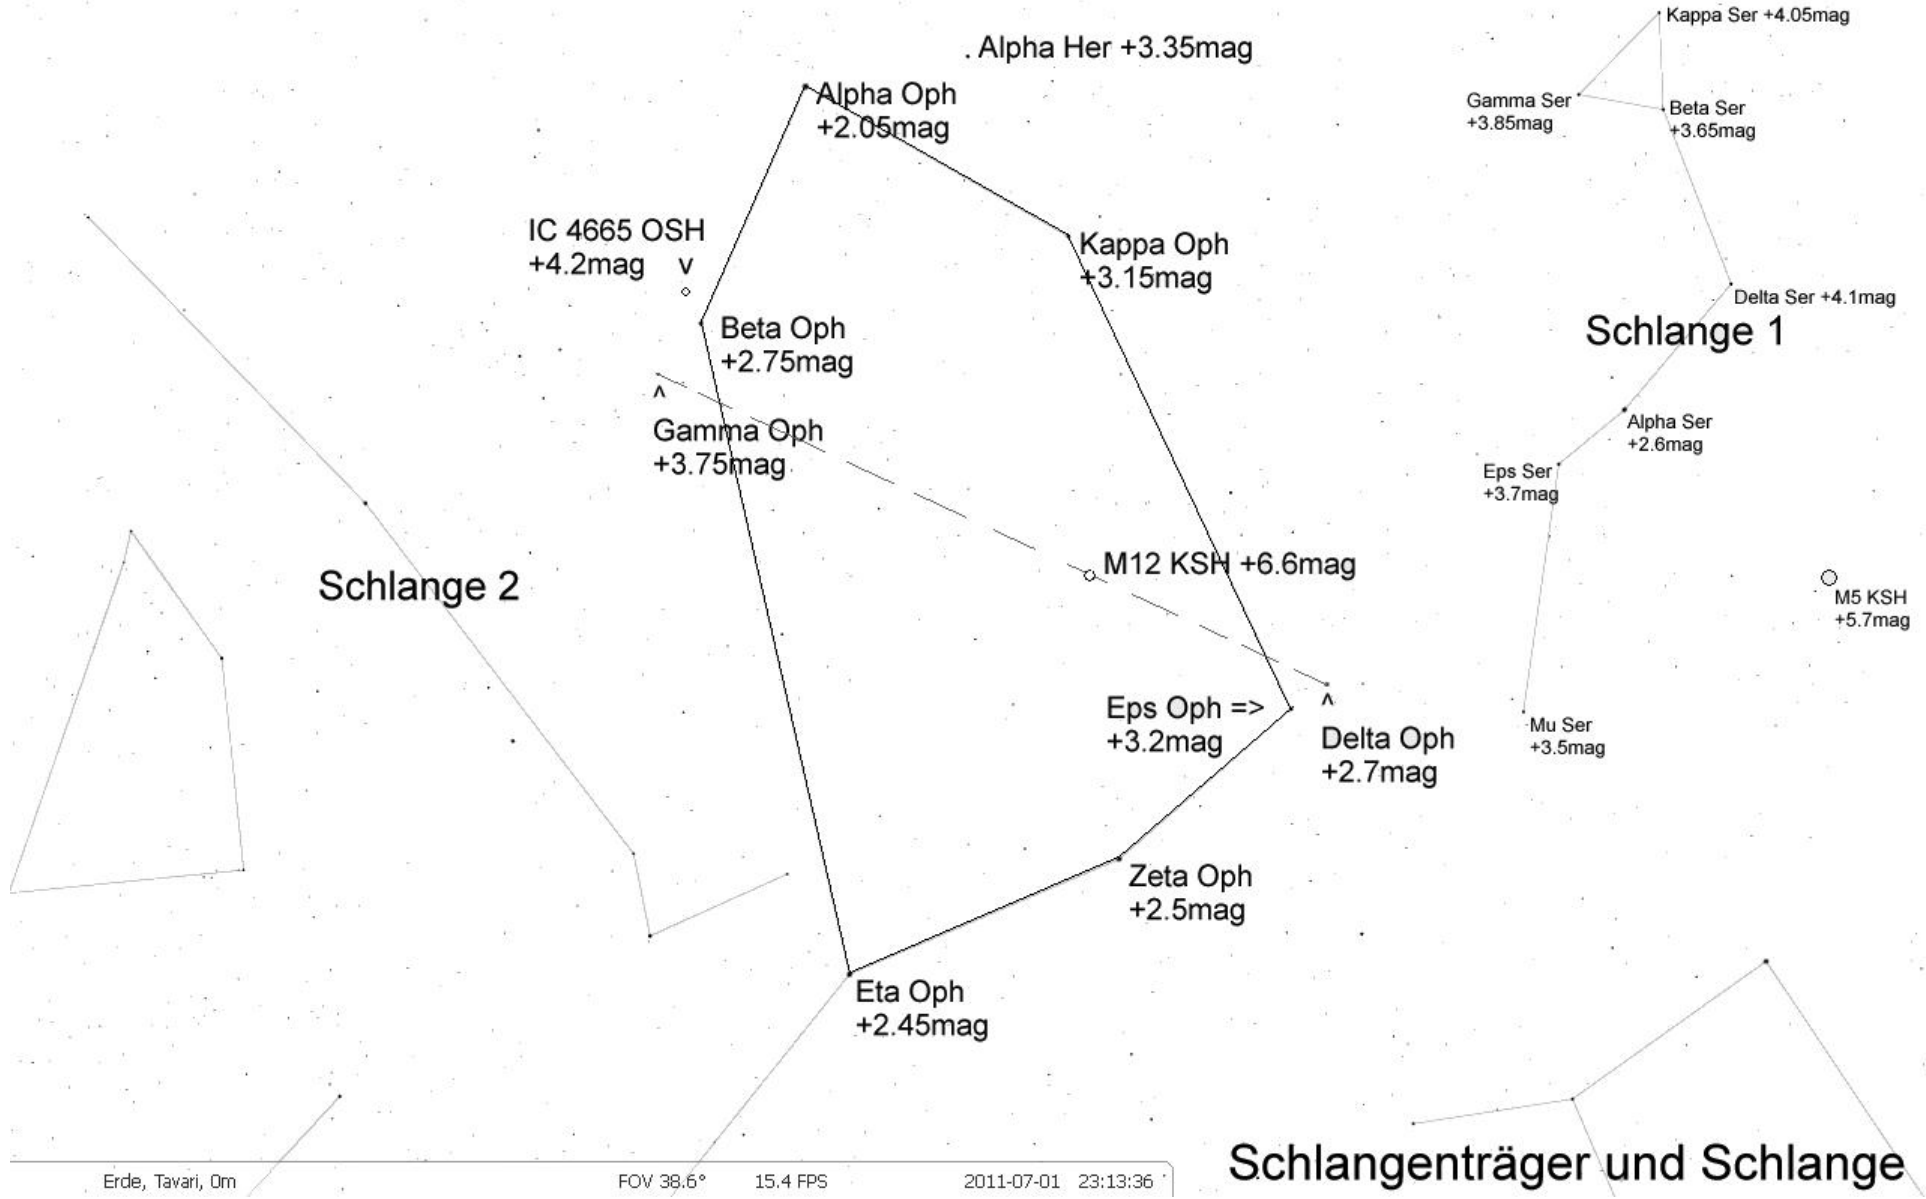 Kappa Ser +4.05mag
. Alpha Her +3.35mag
Alpha Oph
+2.05mag
Gamma Ser
+3.85mag
Beta Ser
+3.65mag
IC 4665 OSH
+4.2mag v
Kappa Oph
+3.15mag
Delta Ser +4.1mag
Schlange 1
Beta Oph
+2.75mag
^
Gamma Oph
+3.75mag
Alpha Ser
+2.6mag
Eps Ser
+3.7mag
Schlange 2
M12 KSH +6.6mag
M5 KSH
+5.7mag
Eps Oph =>
+3.2mag
^
Delta Oph
+2.7mag
Mu Ser
+3.5mag
Zeta Oph
+2.5mag
Eta Oph
+2.45mag
Schlangenträger und Schlange
Erde, Tavari, 0m FOV 38.6° 15.4 FPS 2011-07-01 23:13:36